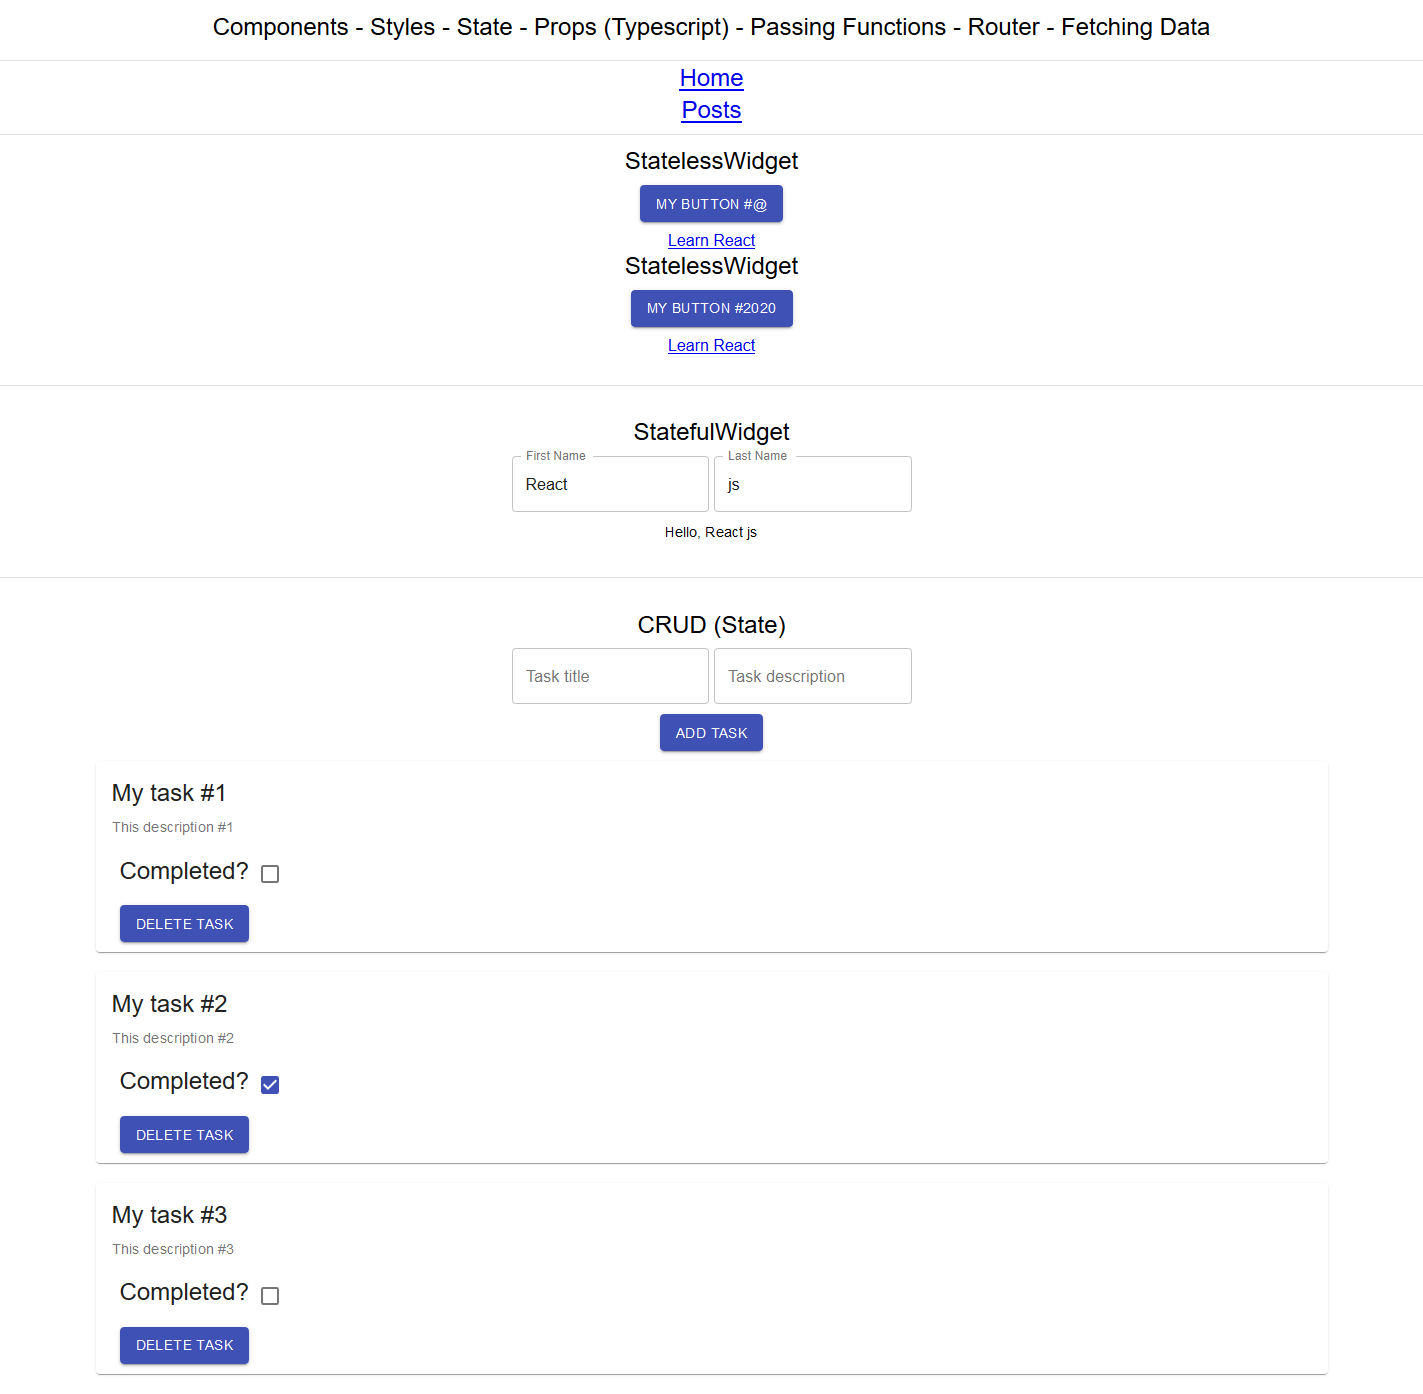 Components - Styles - State - Props (Typescript) - Passing Functions - Router - Fetching Data
Home
Posts
StatelessWidget
MY BUTTON #@
Learn React
StatelessWidget
MY BUTTON #2020
Learn React
StatefulWidget
First Name Last Name
React js
Hello, React js
CRUD (State)
Task title Task description
ADD TASK
My task #1
This description #1
Completed?
DELETE TASK
My task #2
This description #2
Completed?
DELETE TASK
My task #3
This description #3
Completed?
DELETE TASK